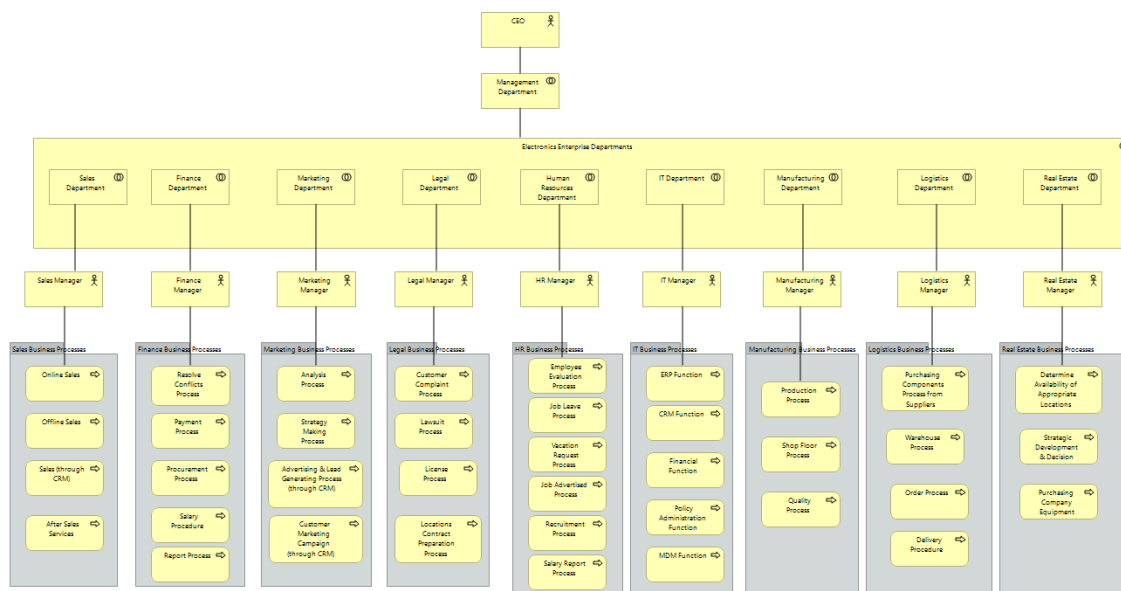 CEO
Management
Department
Electronics Enterprise Departments
Sales
Department
Finance
Department
Marketing
Department
Legal
Department
Human
Resources
Department
IT Department
Manufacturing
Department
Logistics
Department
Real Estate
Department
Sales Manager
Finance
Manager
Marketing
Manager
Legal Manager
HR Manager
IT Manager
Manufacturing
Manager
Logistics
Manager
Real Estate
Manager
Sales Business Processes
Online Sales
Offline Sales
Sales (through
CRM)
After Sales
Services
Finance Business Processes
Resolve
Conflicts
Process
Payment
Process
Procurement
Process
Salary
Procedure
Report Process
Marketing Business Processes
Analysis
Process
Strategy
Making
Process
Advertising & Lead
Generating Process
(through CRM)
Customer
Marketing
Campaign
(through CRM)
Legal Business Processes
Customer
Complaint
Process
Lawsuit
Process
License
Process
Locations
Contract
Preparation
Process
HR Business Processes
Employee
Evaluation
Process
Job Leave
Process
Vacation
Request
Process
Job Advertised
Process
Recruitment
Process
Salary Report
Process
IT Business Processes
ERP Function
CRM Function
Financial
Function
Policy
Administration
Function
MDM Function
Manufacturing Business Processes
Production
Process
Shop Floor
Process
Quality
Process
Logistics Business Processes
Purchasing
Components
Process from
Suppliers
Warehouse
Process
Order Process
Delivery
Procedure
Real Estate Business Processes
Determine
Availability of
Appropriate
Locations
Strategic
Development
& Decision
Purchasing
Company
Equipment